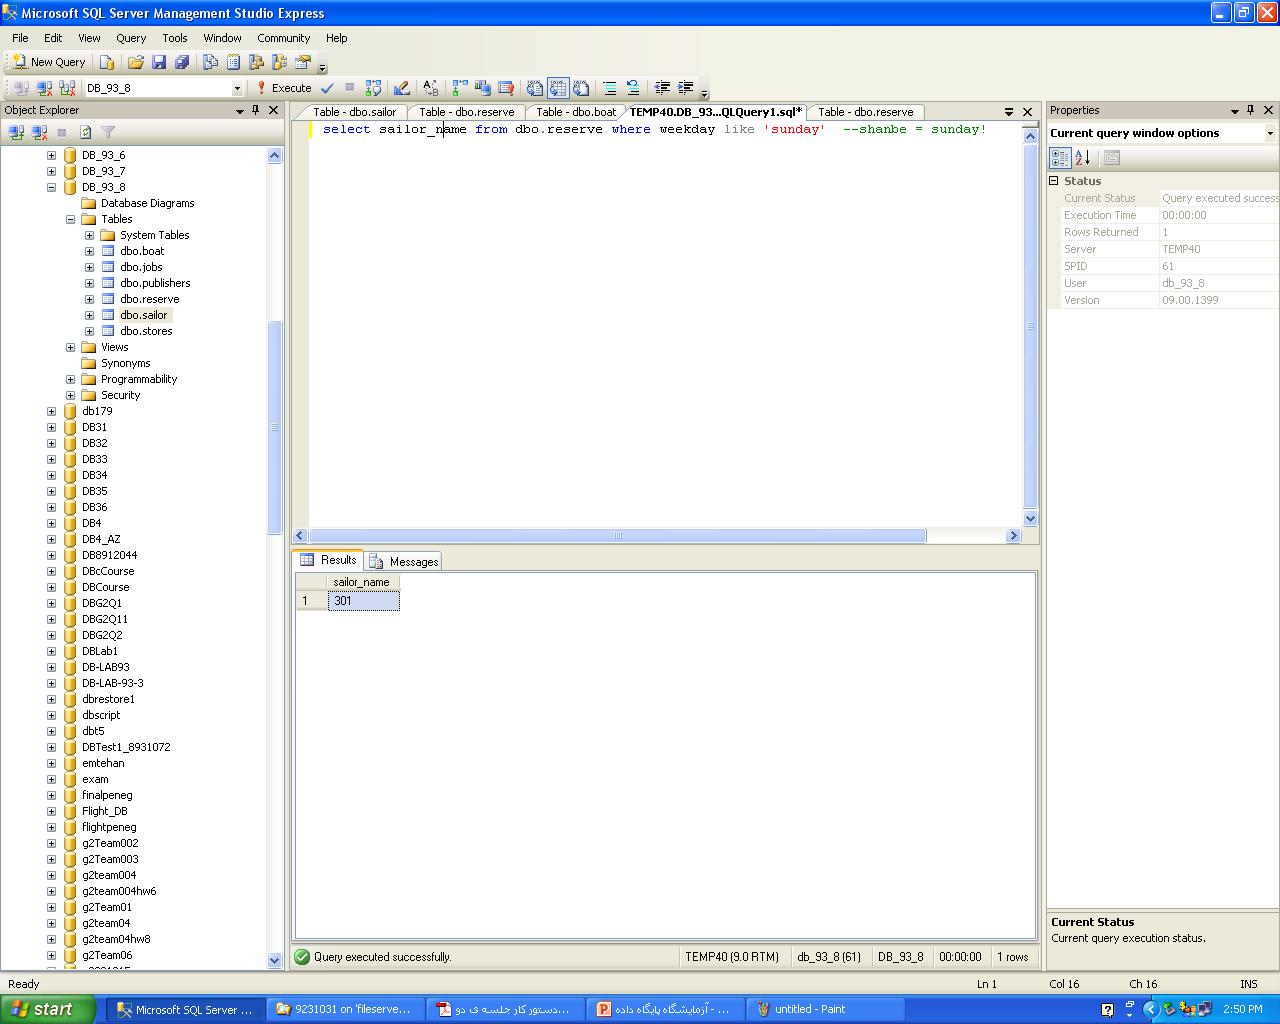 Microsoft SQL Server Management Studio Express
File Edit View Query Tools Window Community Help
New Query
DB_93_8 Execute
Object Explorer
DB_93_6
DB_93_7
DB_93_8
Database Diagrams
Tables
System Tables
dbo.boat
dbo.jobs
dbo.publishers
dbo.reserve
dbo.sailor
dbo.stores
Views
Synonyms
Programmability
Security
db179
DB31
DB32
DB33
DB34
DB35
DB36
DB4
DB4_AZ
DB8912044
DBcCourse
DBCourse
DBG2Q1
DBG2Q11
DBG2Q2
DBLab1
DB-LAB93
DB-LAB-93-3
dbrestore1
dbscript
dbt5
DBTest1_8931072
emtehan
exam
finalpeneg
Flight_DB
flightpeneg
g2Team002
g2Team003
g2team004
g2team004hw6
g2Team01
g2team04
g2team04hw8
g2Team06
Table - dbo.sailor Table - dbo.reserve Table - dbo.boat TEMP40.DB_93...QLQuery1.sql* Table - dbo.reserve
select sailor_name from dbo.reserve where weekday like 'sunday' --shanbe = sunday!
Results Messages
sailor_name
1 301
Query executed successfully. TEMP40 (9.0 RTM) db_93_8 (61) DB_93_8 00:00:00 1 rows
Properties
Current query window options
Status
Current Status Query executed success
Execution Time 00:00:00
Rows Returned 1
Server TEMP40
SPID 61
User db_93_8
Version 09.00.1399
Current Status
Current query execution status.
Ready Ln 1 Col 16 Ch 16 INS
start Microsoft SQL Server ... 9231031 on 'fileserve... دستور کار جلسه ی دو... آزمایشگاه پایگاه داده - ... untitled - Paint 2:50 PM